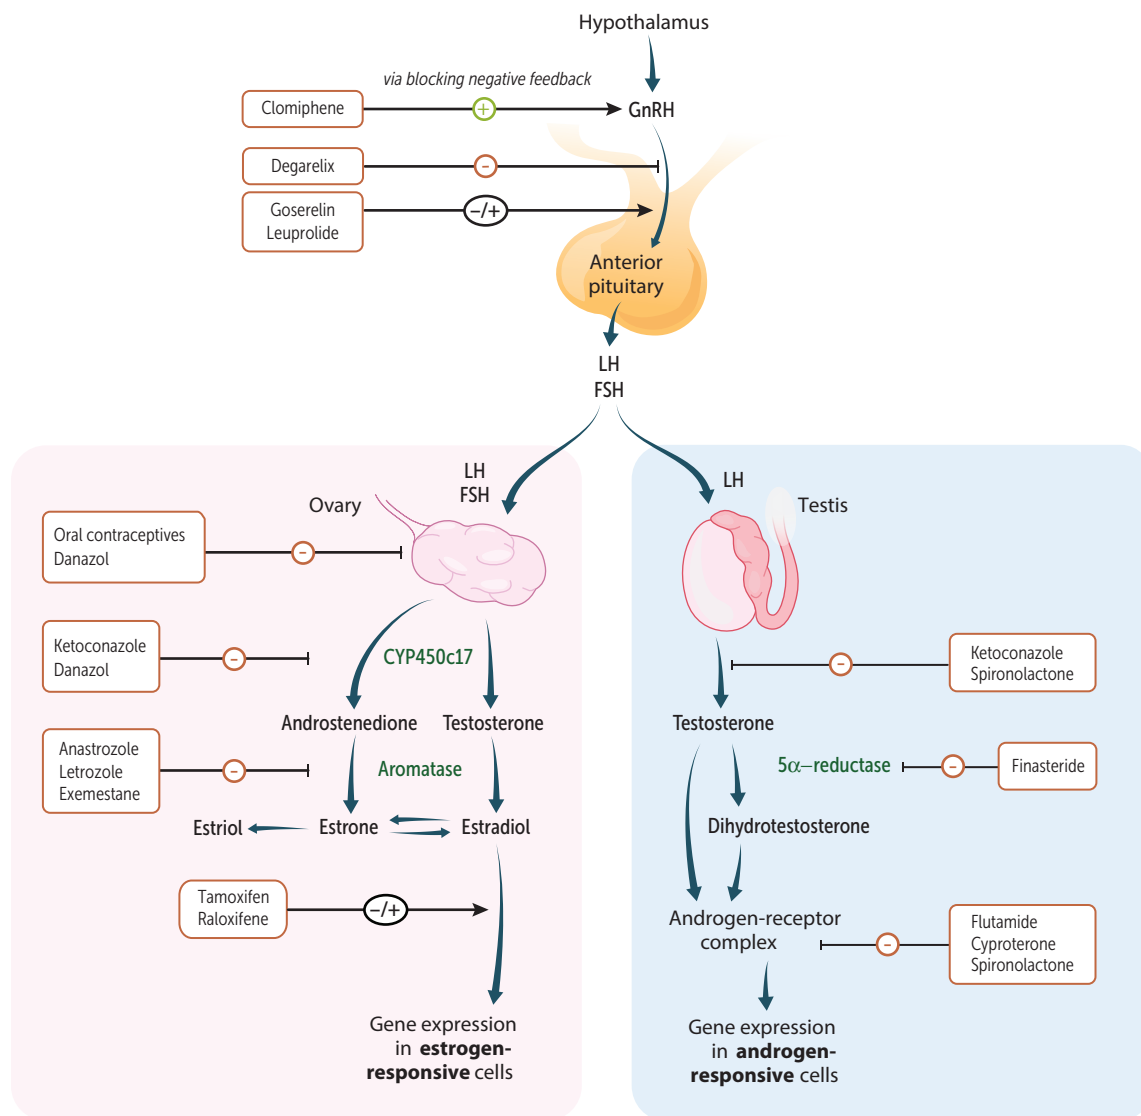 Hypothalamus
via blocking negative feedback
Clomiphene
+
GnRH
Degarelix
–
Goserelin
Leuprolide
–/+
Anterior
pituitary
LH
FSH
LH
FSH
Ovary
Oral contraceptives
Danazol
–
Ketoconazole
Danazol
–
CYP450c17
Androstenedione
Testosterone
Anastrozole
Letrozole
Exemestane
–
Aromatase
Estriol
Estrone
Estradiol
Tamoxifen
Raloxifene
–/+
Gene expression
in estrogen-
responsive cells
LH
Testis
–
Ketoconazole
Spironolactone
Testosterone
5α–reductase
–
Finasteride
Dihydrotestosterone
Androgen-receptor
complex
–
Flutamide
Cyproterone
Spironolactone
Gene expression
in androgen-
responsive cells